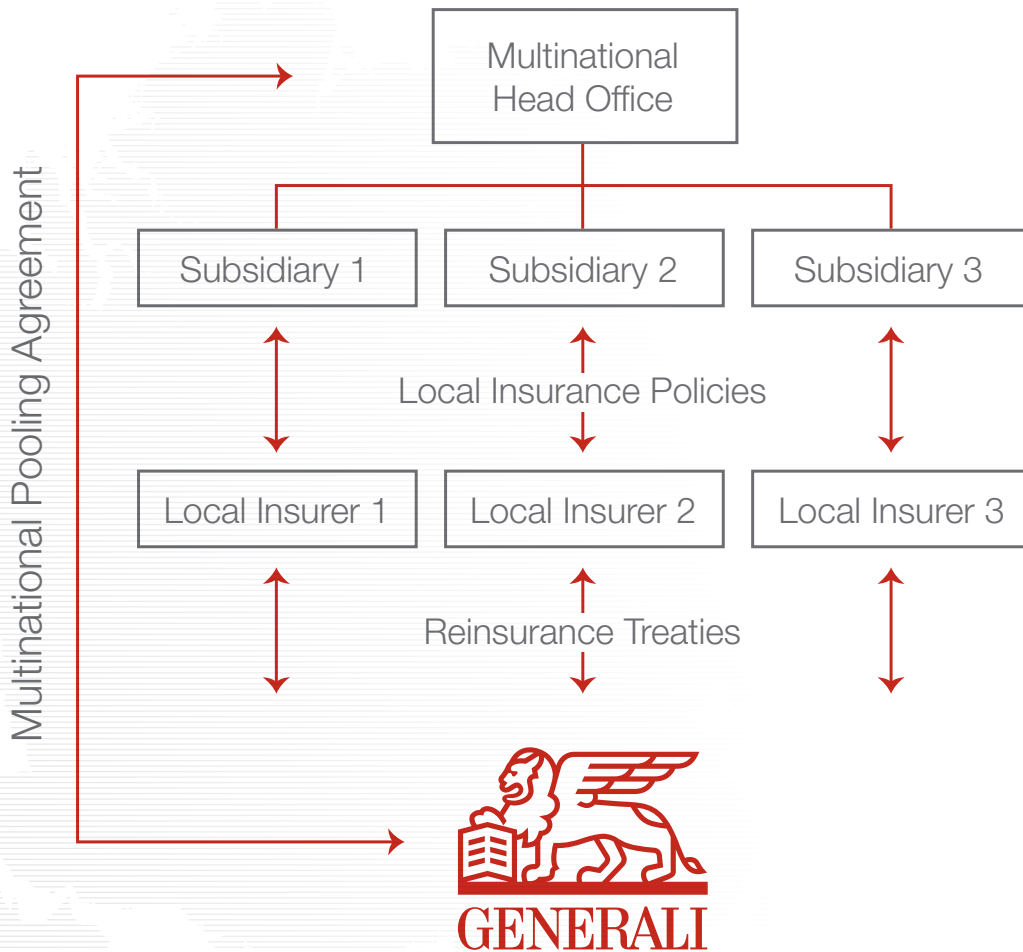 Multinational
Head Office
Multinational Pooling Agreement
Subsidiary 1
Subsidiary 2
Subsidiary 3
Local Insurance Policies
Local Insurer 1
Local Insurer 2
Local Insurer 3
Reinsurance Treaties
GENERALI